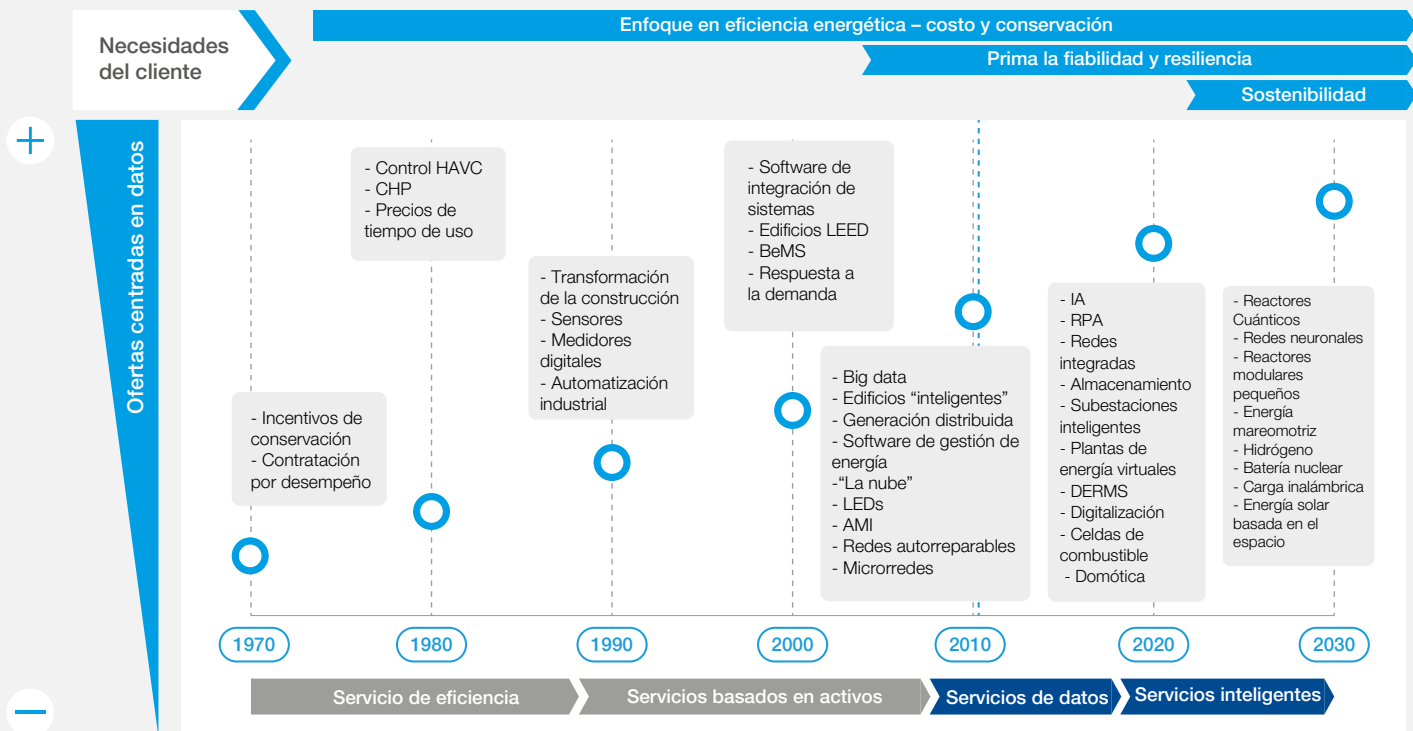 Necesidades
del cliente
Enfoque en eficiencia energética – costo y conservación
Prima la fiabilidad y resiliencia
Sostenibilidad
Ofertas centradas en datos
- Incentivos de
conservación
- Contratación
por desempeño
- Control HAVC
- CHP
- Precios de
tiempo de uso
- Transformación
de la construcción
- Sensores
- Medidores
digitales
- Automatización
industrial
- Software de
integración de
sistemas
- Edificios LEED
- BeMS
- Respuesta a
la demanda
- Big data
- Edificios “inteligentes”
- Generación distribuida
- Software de gestión de
energía
-“La nube”
- LEDs
- AMI
- Redes autorreparables
- Microrredes
- IA
- RPA
- Redes
integradas
- Almacenamiento
- Subestaciones
inteligentes
- Plantas de
energía virtuales
- DERMS
- Digitalización
- Celdas de
combustible
- Domótica
- Reactores
Cuánticos
- Redes neuronales
- Reactores
modulares
pequeños
- Energía
mareomotriz
- Hidrógeno
- Batería nuclear
- Carga inalámbrica
- Energía solar
basada en el
espacio
1970
1980
1990
2000
2010
2020
2030
Servicio de eficiencia
Servicios basados en activos
Servicios de datos
Servicios inteligentes